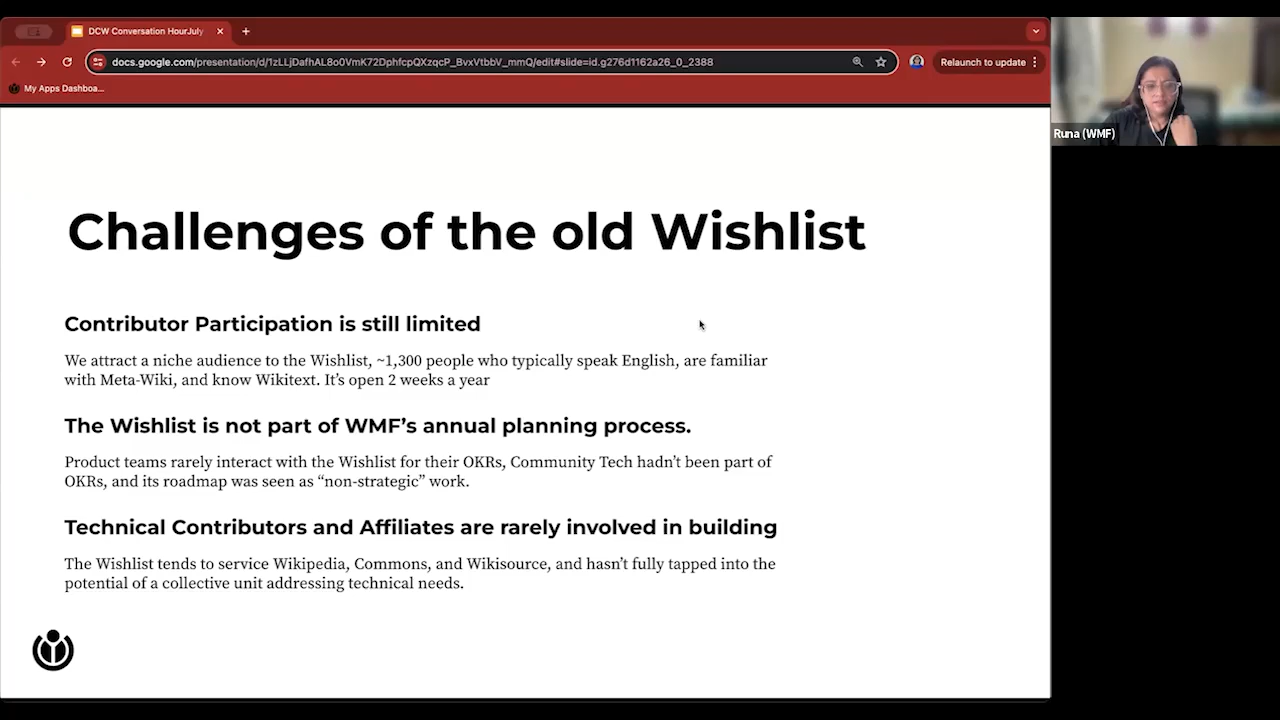 DCW Conversation HourJuly
docs.google.com/presentation/d/1zLLjDafhAL8o0VmK72DphfcpQXzqcP_BvxVtbbV_mmQ/edit#slide=id.g276d1162a26_0_2388
Relaunch to update
My Apps Dashboa...
Runa (WMF)
Challenges of the old Wishlist
Contributor Participation is still limited
We attract a niche audience to the Wishlist, ~1,300 people who typically speak English, are familiar
with Meta-Wiki, and know Wikitext. It’s open 2 weeks a year
The Wishlist is not part of WMF’s annual planning process.
Product teams rarely interact with the Wishlist for their OKRs, Community Tech hadn’t been part of
OKRs, and its roadmap was seen as “non-strategic” work.
Technical Contributors and Affiliates are rarely involved in building
The Wishlist tends to service Wikipedia, Commons, and Wikisource, and hasn’t fully tapped into the
potential of a collective unit addressing technical needs.